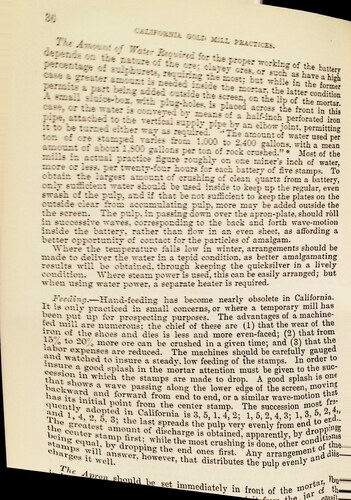 36
CALIFORNIA GOLD MILL PRACTICES.
The Amount of Water Required for the proper working of the battery
depends on the nature of the ore; clayey ores, or such as have a high
percentage of sulphurets, requiring the most; but while in the former
case a greater amount is needed inside the mortar, the latter condition
permits a part being added outside the screen, on the lip of the mortar.
A small sluice-box, with plug-holes, is placed across the front in this
case, or the water is conveyed by means of a half-inch perforated iron
pipe, attached to the vertical supply pipe by an elbow joint, permitting
it to be turned either way as required. "The amount of water used per
ton of ore stamped varies from 1,000 to 2,400 gallons, with a mean
amount of about 1,800 gallons per ton of rock crushed."* Most of the
mills in actual practice figure roughly on one miner's inch of water,
more or less, per twenty-four hours for each battery of five stamps. To
obtain the largest amount of crushing of clean quartz from a battery,
only sufficient water should be used inside to keep up the regular, even
swash of the pulp, and if that be not sufficient to keep the plates on the
outside clear from accumulating pulp, more may be added outside of
the screen. The pulp, in passing down over the apron-plate, should roll
in successive waves, corresponding to the back and forth wave-motion
inside the battery, rather than flow in an even sheet, as affording a
better opportunity of contact for the particles of amalgam.
Where the temperature falls low in winter, arrangements should be
made to deliver the water in a tepid condition, as better amalgamating
results will be obtained, through keeping the quicksilver in a lively
condition. Where steam power is used, this can be easily arranged; but
when using water power, a separate heater is required.
Feeding.—Hand-feeding has become nearly obsolete in California.
It is only practiced in small concerns, or where a temporary mill has
been put up for prospecting purposes. The advantages of a machine-
fed mill are numerous; the chief of these are (1) that the wear of the
iron of the shoes and dies is less and more even-faced; (2) that from
15% to 20% more ore can be crushed in a given time; and (3) that the
labor expenses are reduced. The machines should be carefully gauged
and watched to insure a steady, low feeding of the stamps. In order to
insure a good splash in the mortar attention must be given to the suc-
cession in which the stamps are made to drop. A good splash is one
that shows a wave passing along the lower edge of the screen, moving
backward and forward from end to end, or a similar wave-motion that
has its initial point from the center stamp. The succession most fre-
quently adopted in California is 3, 5, 1, 4, 2; 1, 5, 2, 4, 3; 1, 3, 5, 2, 4,
and 1, 4, 2, 5, 3; the last spreads the pulp very evenly from end to end.
The greatest amount of discharge is obtained, apparently, by dropping
the center stamp first; while the most crushing is done, other conditions
being equal, by dropping the end ones first. Any arrangement of the
stamps will answer, however, that distributes the pulp evenly and dis-
charges it well.
The Apron should be set immediately in front of the mortar, but